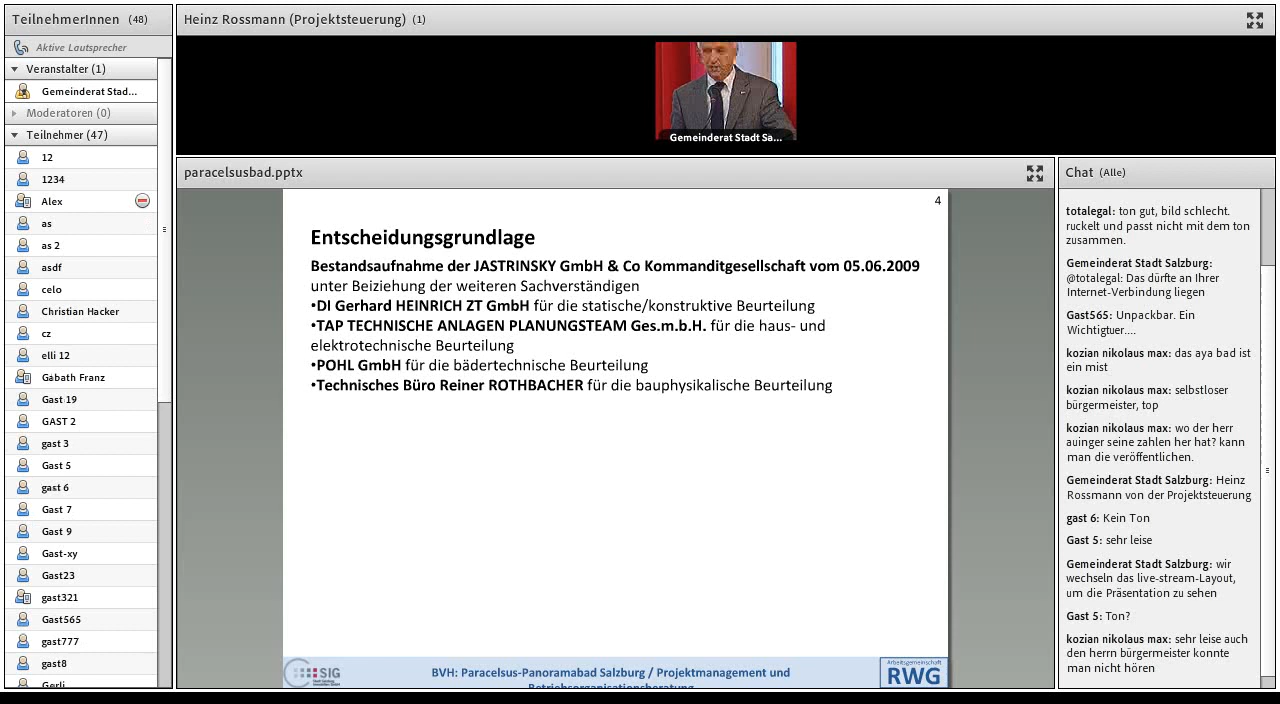 TeilnehmerInnen (48)
Aktive Lautsprecher
Veranstalter (1)
Gemeinderat Stad...
Moderatoren (0)
Teilnehmer (47)
12
1234
Alex
as
as 2
asdf
celo
Christian Hacker
cz
elli 12
Gabath Franz
Gast 19
GAST 2
gast 3
Gast 5
gast 6
Gast 7
Gast 9
Gast-xy
Gast23
gast321
Gast565
gast777
gast8
Gerli
Heinz Rossmann (Projektsteuerung) (1)
Gemeinderat Stadt Sa...
paracelsusbad.pptx
4
Entscheidungsgrundlage
Bestandsaufnahme der JASTRINSKY GmbH & Co Kommanditgesellschaft vom 05.06.2009
unter Beiziehung der weiteren Sachverständigen
•DI Gerhard HEINRICH ZT GmbH für die statische/konstruktive Beurteilung
•TAP TECHNISCHE ANLAGEN PLANUNGSTEAM Ges.m.b.H. für die haus- und
elektrotechnische Beurteilung
•POHL GmbH für die bädertechnische Beurteilung
•Technisches Büro Reiner ROTHBACHER für die bauphysikalische Beurteilung
SIG
BVH: Paracelsus-Panoramabad Salzburg / Projektmanagement und
Betriebsorganisationsberatung
Arbeitsgemeinschaft
RWG
Chat (Alle)
totalegal: ton gut, bild schlecht.
ruckelt und passt nicht mit dem ton
zusammen.
Gemeinderat Stadt Salzburg:
@totalegal: Das dürfte an Ihrer
Internet-Verbindung liegen
Gast565: Unpackbar. Ein
Wichtigtuer....
kozian nikolaus max: das aya bad ist
ein mist
kozian nikolaus max: selbstloser
bürgermeister, top
kozian nikolaus max: wo der herr
auinger seine zahlen her hat? kann
man die veröffentlichen.
Gemeinderat Stadt Salzburg: Heinz
Rossmann von der Projektsteuerung
gast 6: Kein Ton
Gast 5: sehr leise
Gemeinderat Stadt Salzburg: wir
wechseln das live-stream-Layout,
um die Präsentation zu sehen
Gast 5: Ton?
kozian nikolaus max: sehr leise auch
den herrn bürgermeister konnte
man nicht hören